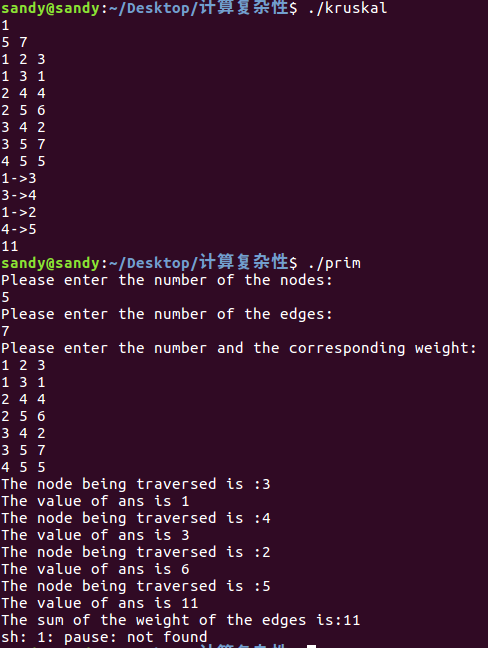 sandy@sandy:~/Desktop/计算复杂性$ ./kruskal
1
5 7
1 2 3
1 3 1
2 4 4
2 5 6
3 4 2
3 5 7
4 5 5
1->3
3->4
1->2
4->5
11
sandy@sandy:~/Desktop/计算复杂性$ ./prim
Please enter the number of the nodes:
5
Please enter the number of the edges:
7
Please enter the number and the corresponding weight:
1 2 3
1 3 1
2 4 4
2 5 6
3 4 2
3 5 7
4 5 5
The node being traversed is :3
The value of ans is 1
The node being traversed is :4
The value of ans is 3
The node being traversed is :2
The value of ans is 6
The node being traversed is :5
The value of ans is 11
The sum of the weight of the edges is:11
sh: 1: pause: not found